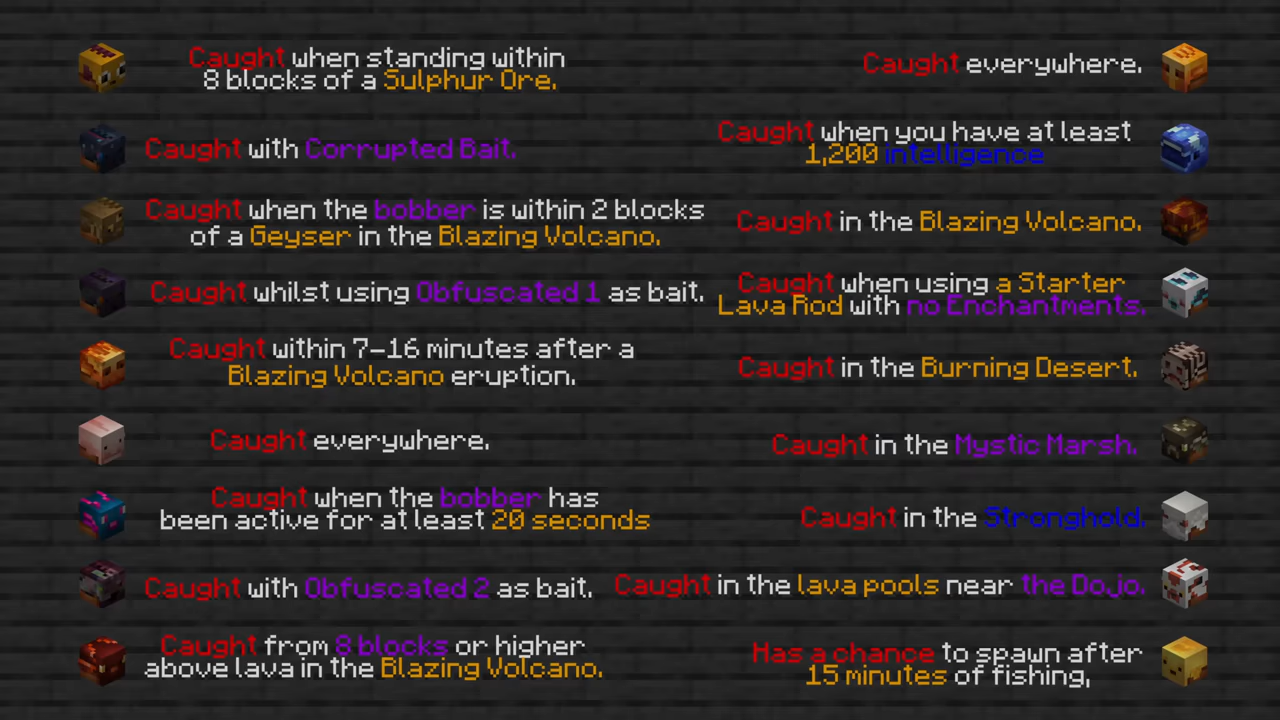 Caught when standing within
8 blocks of a Sulphur Ore.
Caught with Corrupted Bait.
Caught when the bobber is within 2 blocks
of a Geyser in the Blazing Volcano.
Caught whilst using Obfuscated 1 as bait.
Caught within 7-16 minutes after a
Blazing Volcano eruption.
Caught everywhere.
Caught when the bobber has
been active for at least 20 seconds
Caught with Obfuscated 2 as bait.
Caught from 8 blocks or higher
above lava in the Blazing Volcano.
Caught everywhere.
Caught when you have at least
1,200 intelligence
Caught in the Blazing Volcano.
Caught when using a Starter
Lava Rod with no Enchantments.
Caught in the Burning Desert.
Caught in the Mystic Marsh.
Caught in the Stronghold.
Caught in the lava pools near the Dojo.
Has a chance to spawn after
15 minutes of fishing,